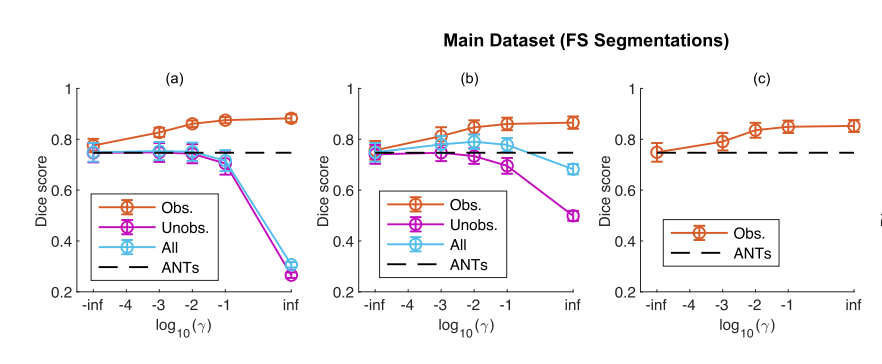 Main Dataset (FS Segmentations)
(a)
1
0.8
0.6
0.4
0.2
Dice score
Obs.
Unobs.
All
ANTs
-inf -4 -3 -2 -1 inf
log10(γ)
(b)
1
0.8
0.6
0.4
0.2
Dice score
Obs.
Unobs.
All
ANTs
-inf -4 -3 -2 -1 inf
log10(γ)
(c)
1
0.8
0.6
0.4
0.2
Dice score
Obs.
ANTs
-inf -4 -3 -2 -1 inf
log10(γ)